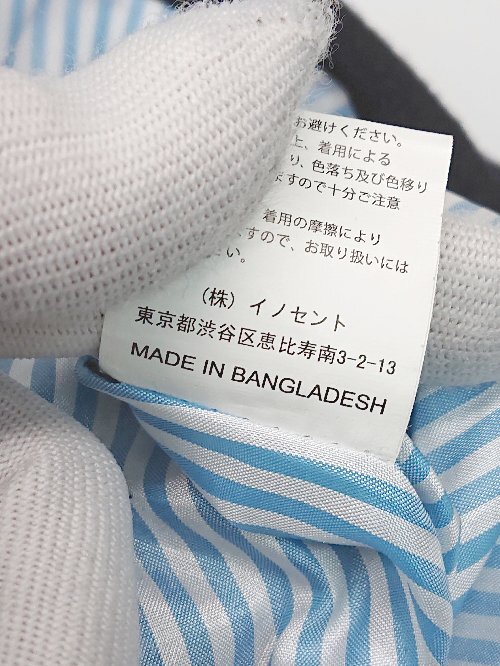 お避けください。
上、着用による
り、色落ち及び色移り
ますので十分ご注意
、着用の摩擦により
すので、お取り扱いには
い。
(株) イノセント
東京都渋谷区恵比寿南3-2-13
MADE IN BANGLADESH